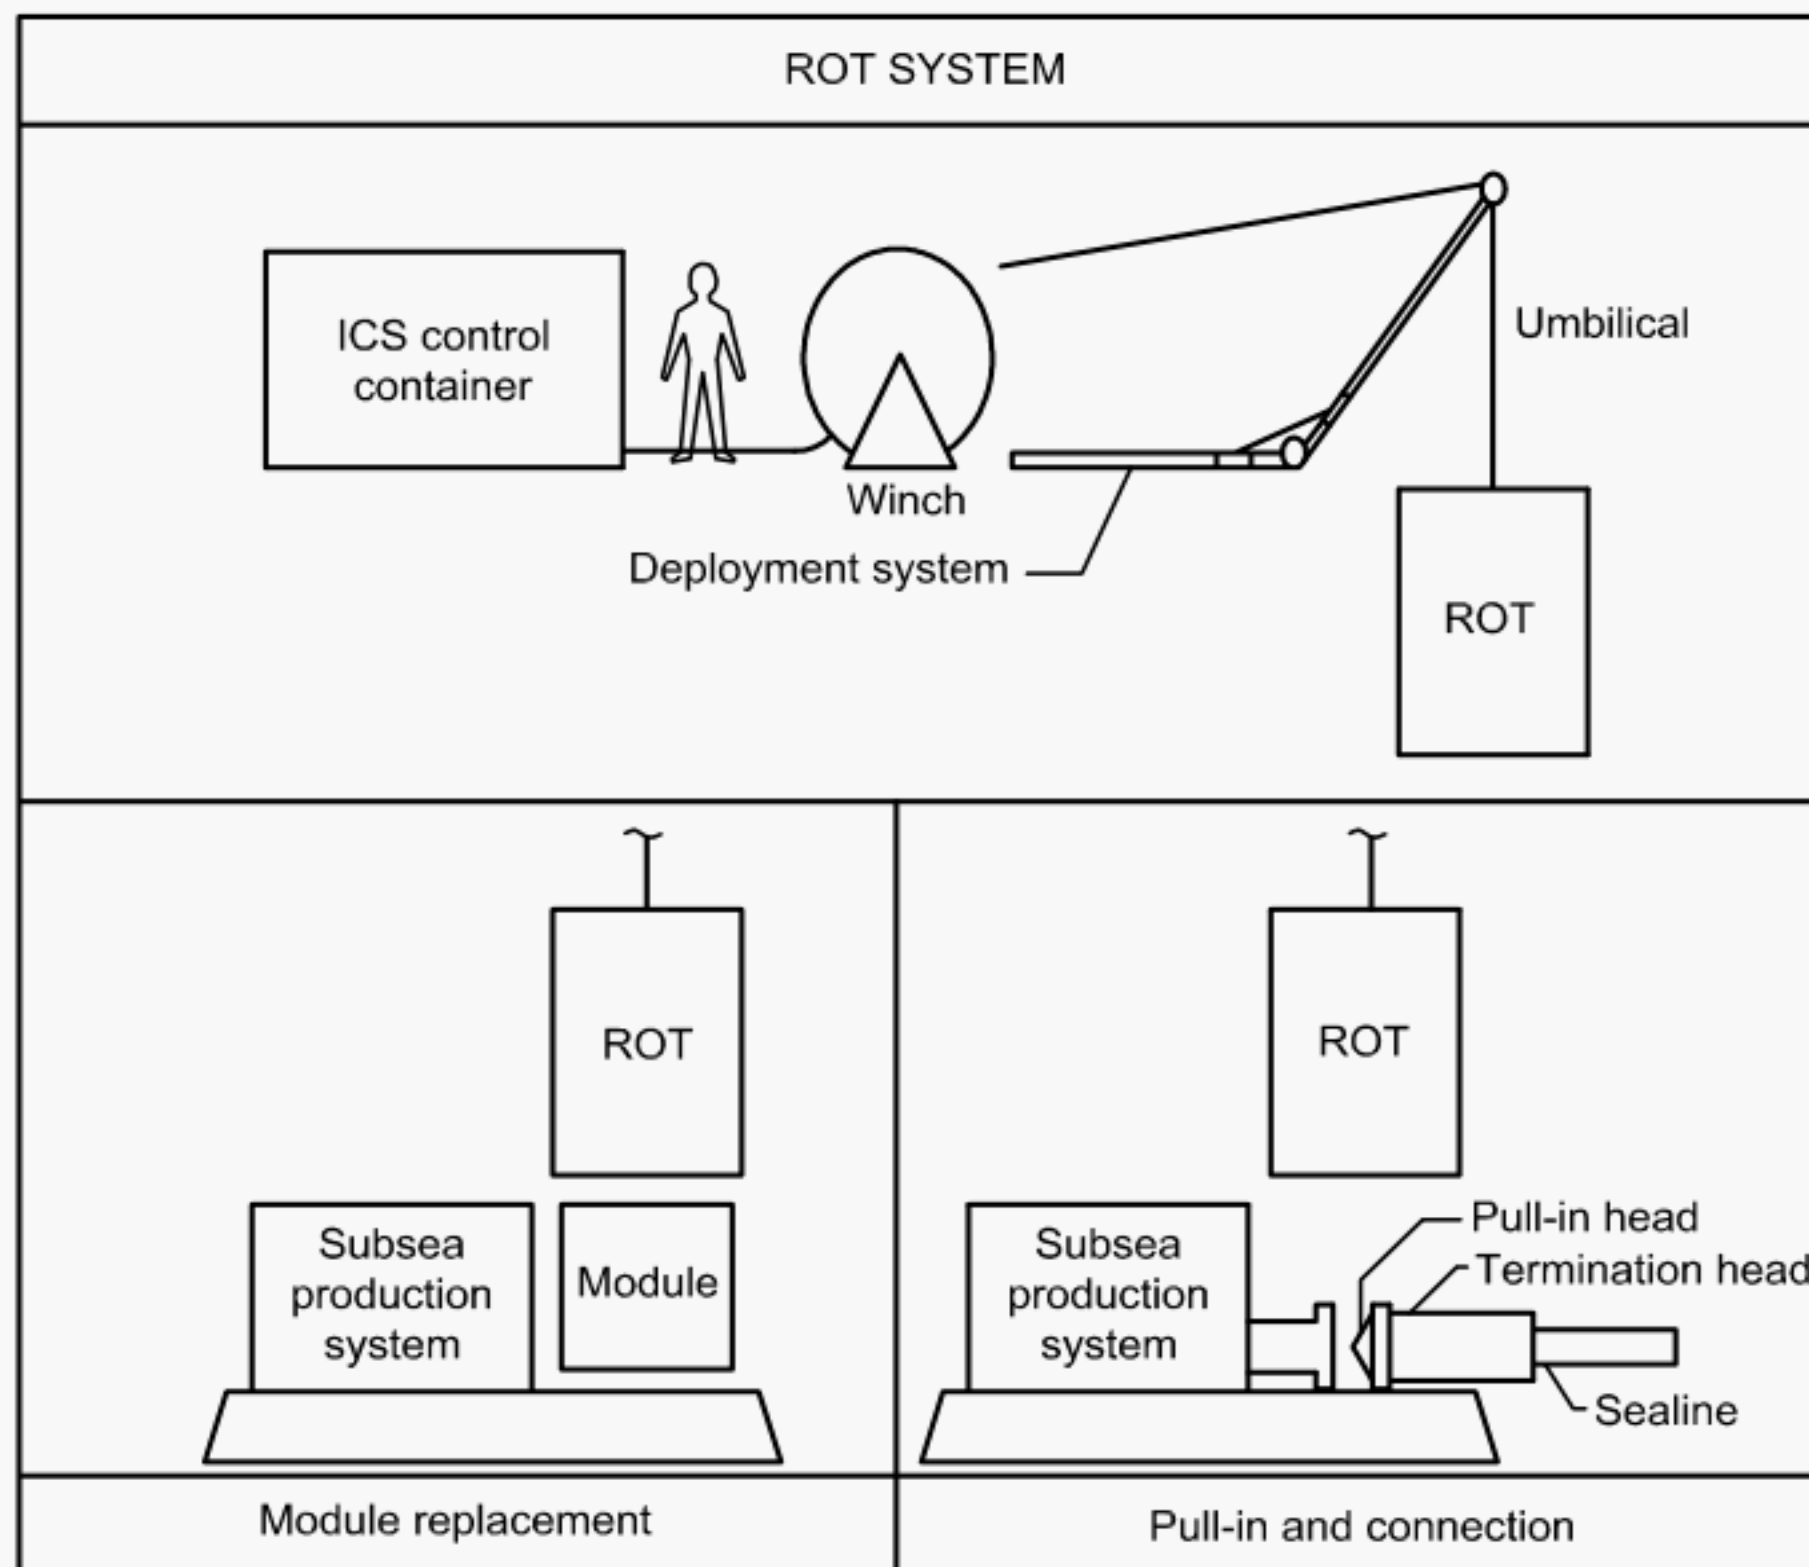 ROT SYSTEM
ICS control
container
Umbilical
Winch
Deployment system
ROT
ROT
Subsea
production
system
Module
ROT
Subsea
production
system
Pull-in head
Termination head
Sealine
Module replacement
Pull-in and connection